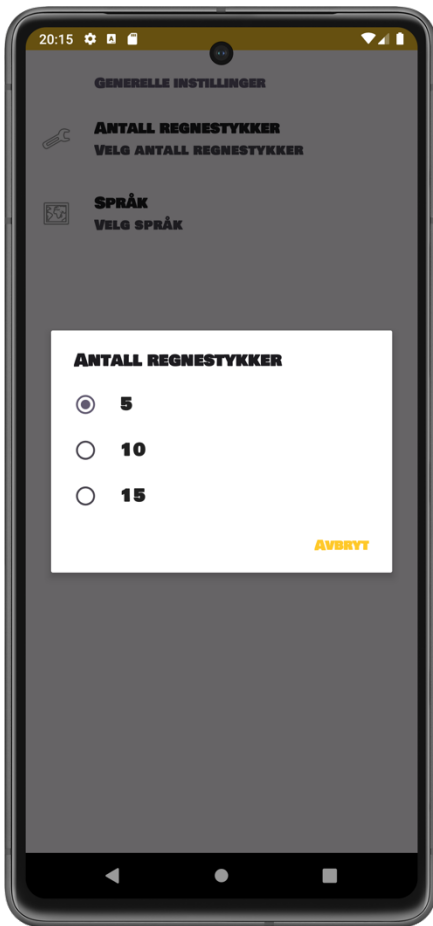 20:15
Generelle instillinger
Antall regnestykker
Velg antall regnestykker
Språk
Velg språk
Antall regnestykker
5
10
15
Avbryt